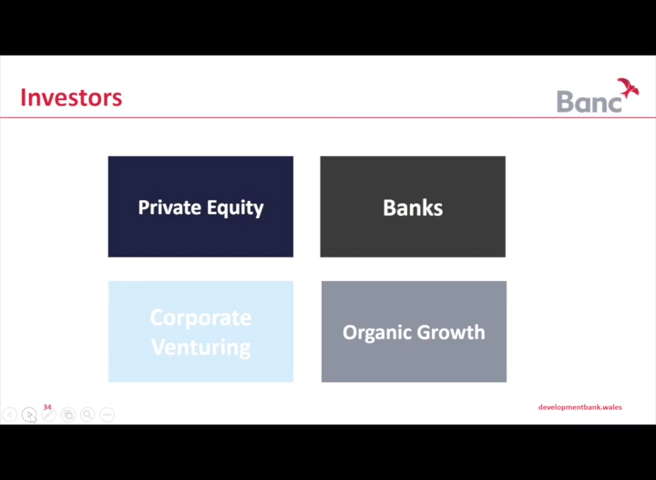 Investors
Banc
Private Equity
Banks
Corporate
Venturing
Organic Growth
34
developmentbank.wales